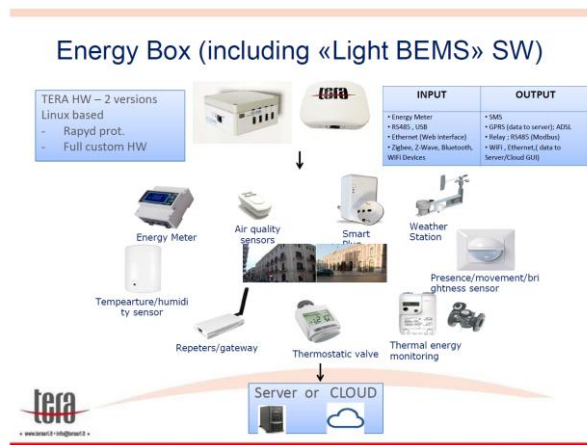 Energy Box (including «Light BEMS» SW)
TERA HW – 2 versions
Linux based
- Rapyd prot.
- Full custom HW
tera
INPUT
• Energy Meter
• RS485 , USB
• Ethernet (Web interface)
• Zigbee, Z-Wave, Bluetooth,
WiFi Devices
OUTPUT
• SMS
• GPRS (data to server); ADSL
• Relay ; RS485 (Modbus)
• WiFi , Ethernet,( data to
Server/Cloud GUI)
Energy Meter
Air quality
sensors
Smart
Weather
Station
Tempearture/humidi
ty sensor
Presence/movement/bri
ghtness sensor
Repeters/gateway
Thermostatic valve
Thermal energy
monitoring
Server or CLOUD
tera